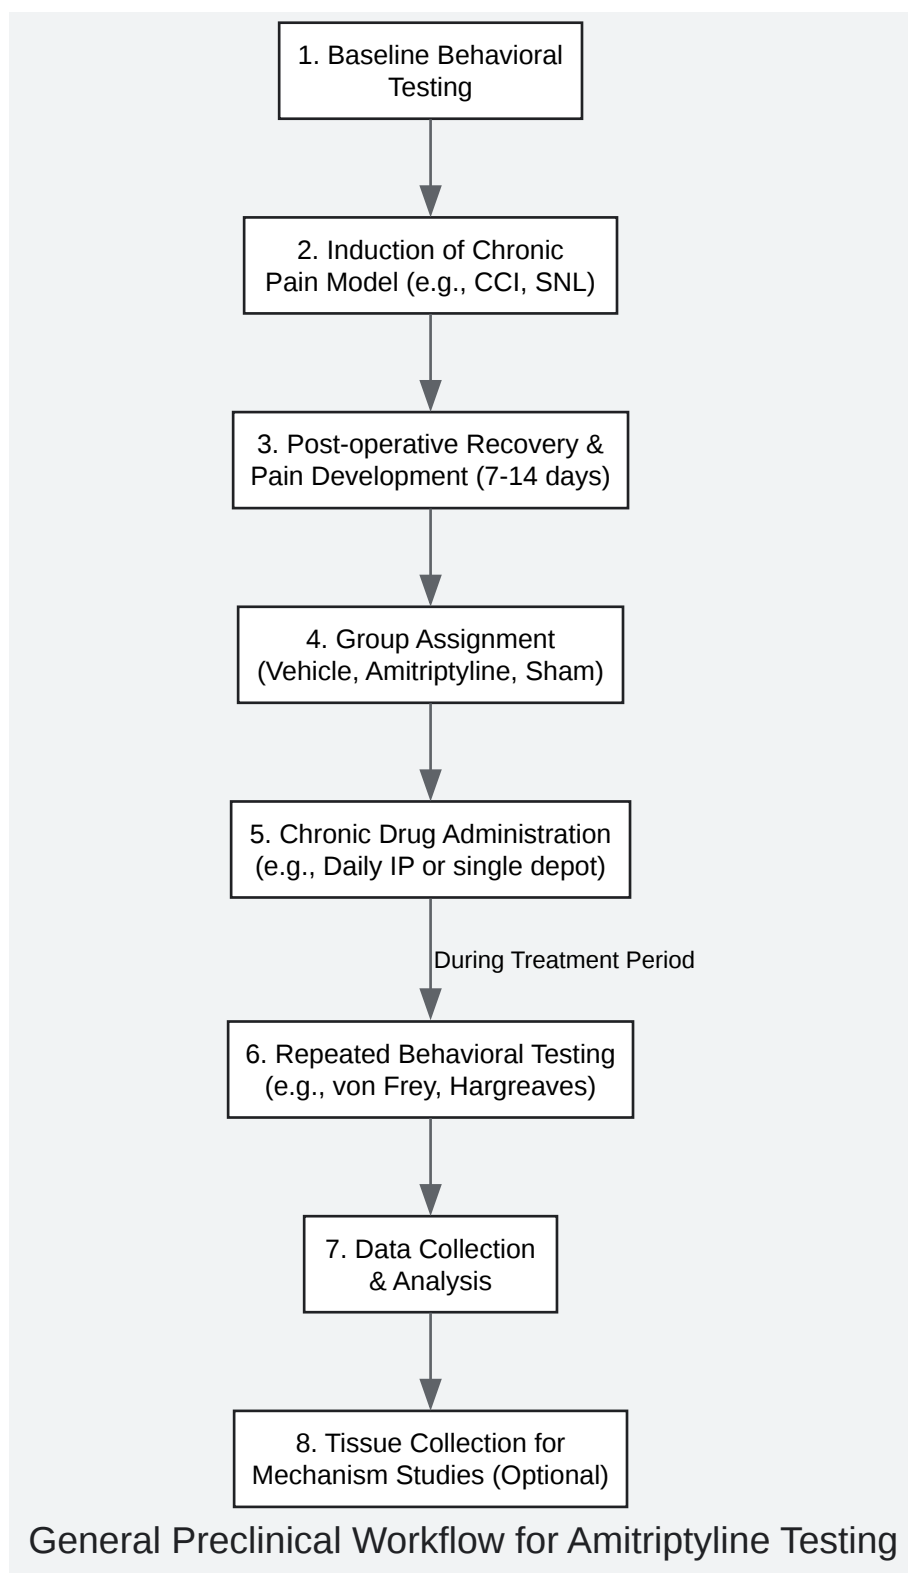 1. Baseline Behavioral
Testing
2. Induction of Chronic
Pain Model (e.g., CCI, SNL)
3. Post-operative Recovery &
Pain Development (7-14 days)
4. Group Assignment
(Vehicle, Amitriptyline, Sham)
5. Chronic Drug Administration
(e.g., Daily IP or single depot)
During Treatment Period
6. Repeated Behavioral Testing
(e.g., von Frey, Hargreaves)
7. Data Collection
& Analysis
8. Tissue Collection for
Mechanism Studies (Optional)
General Preclinical Workflow for Amitriptyline Testing